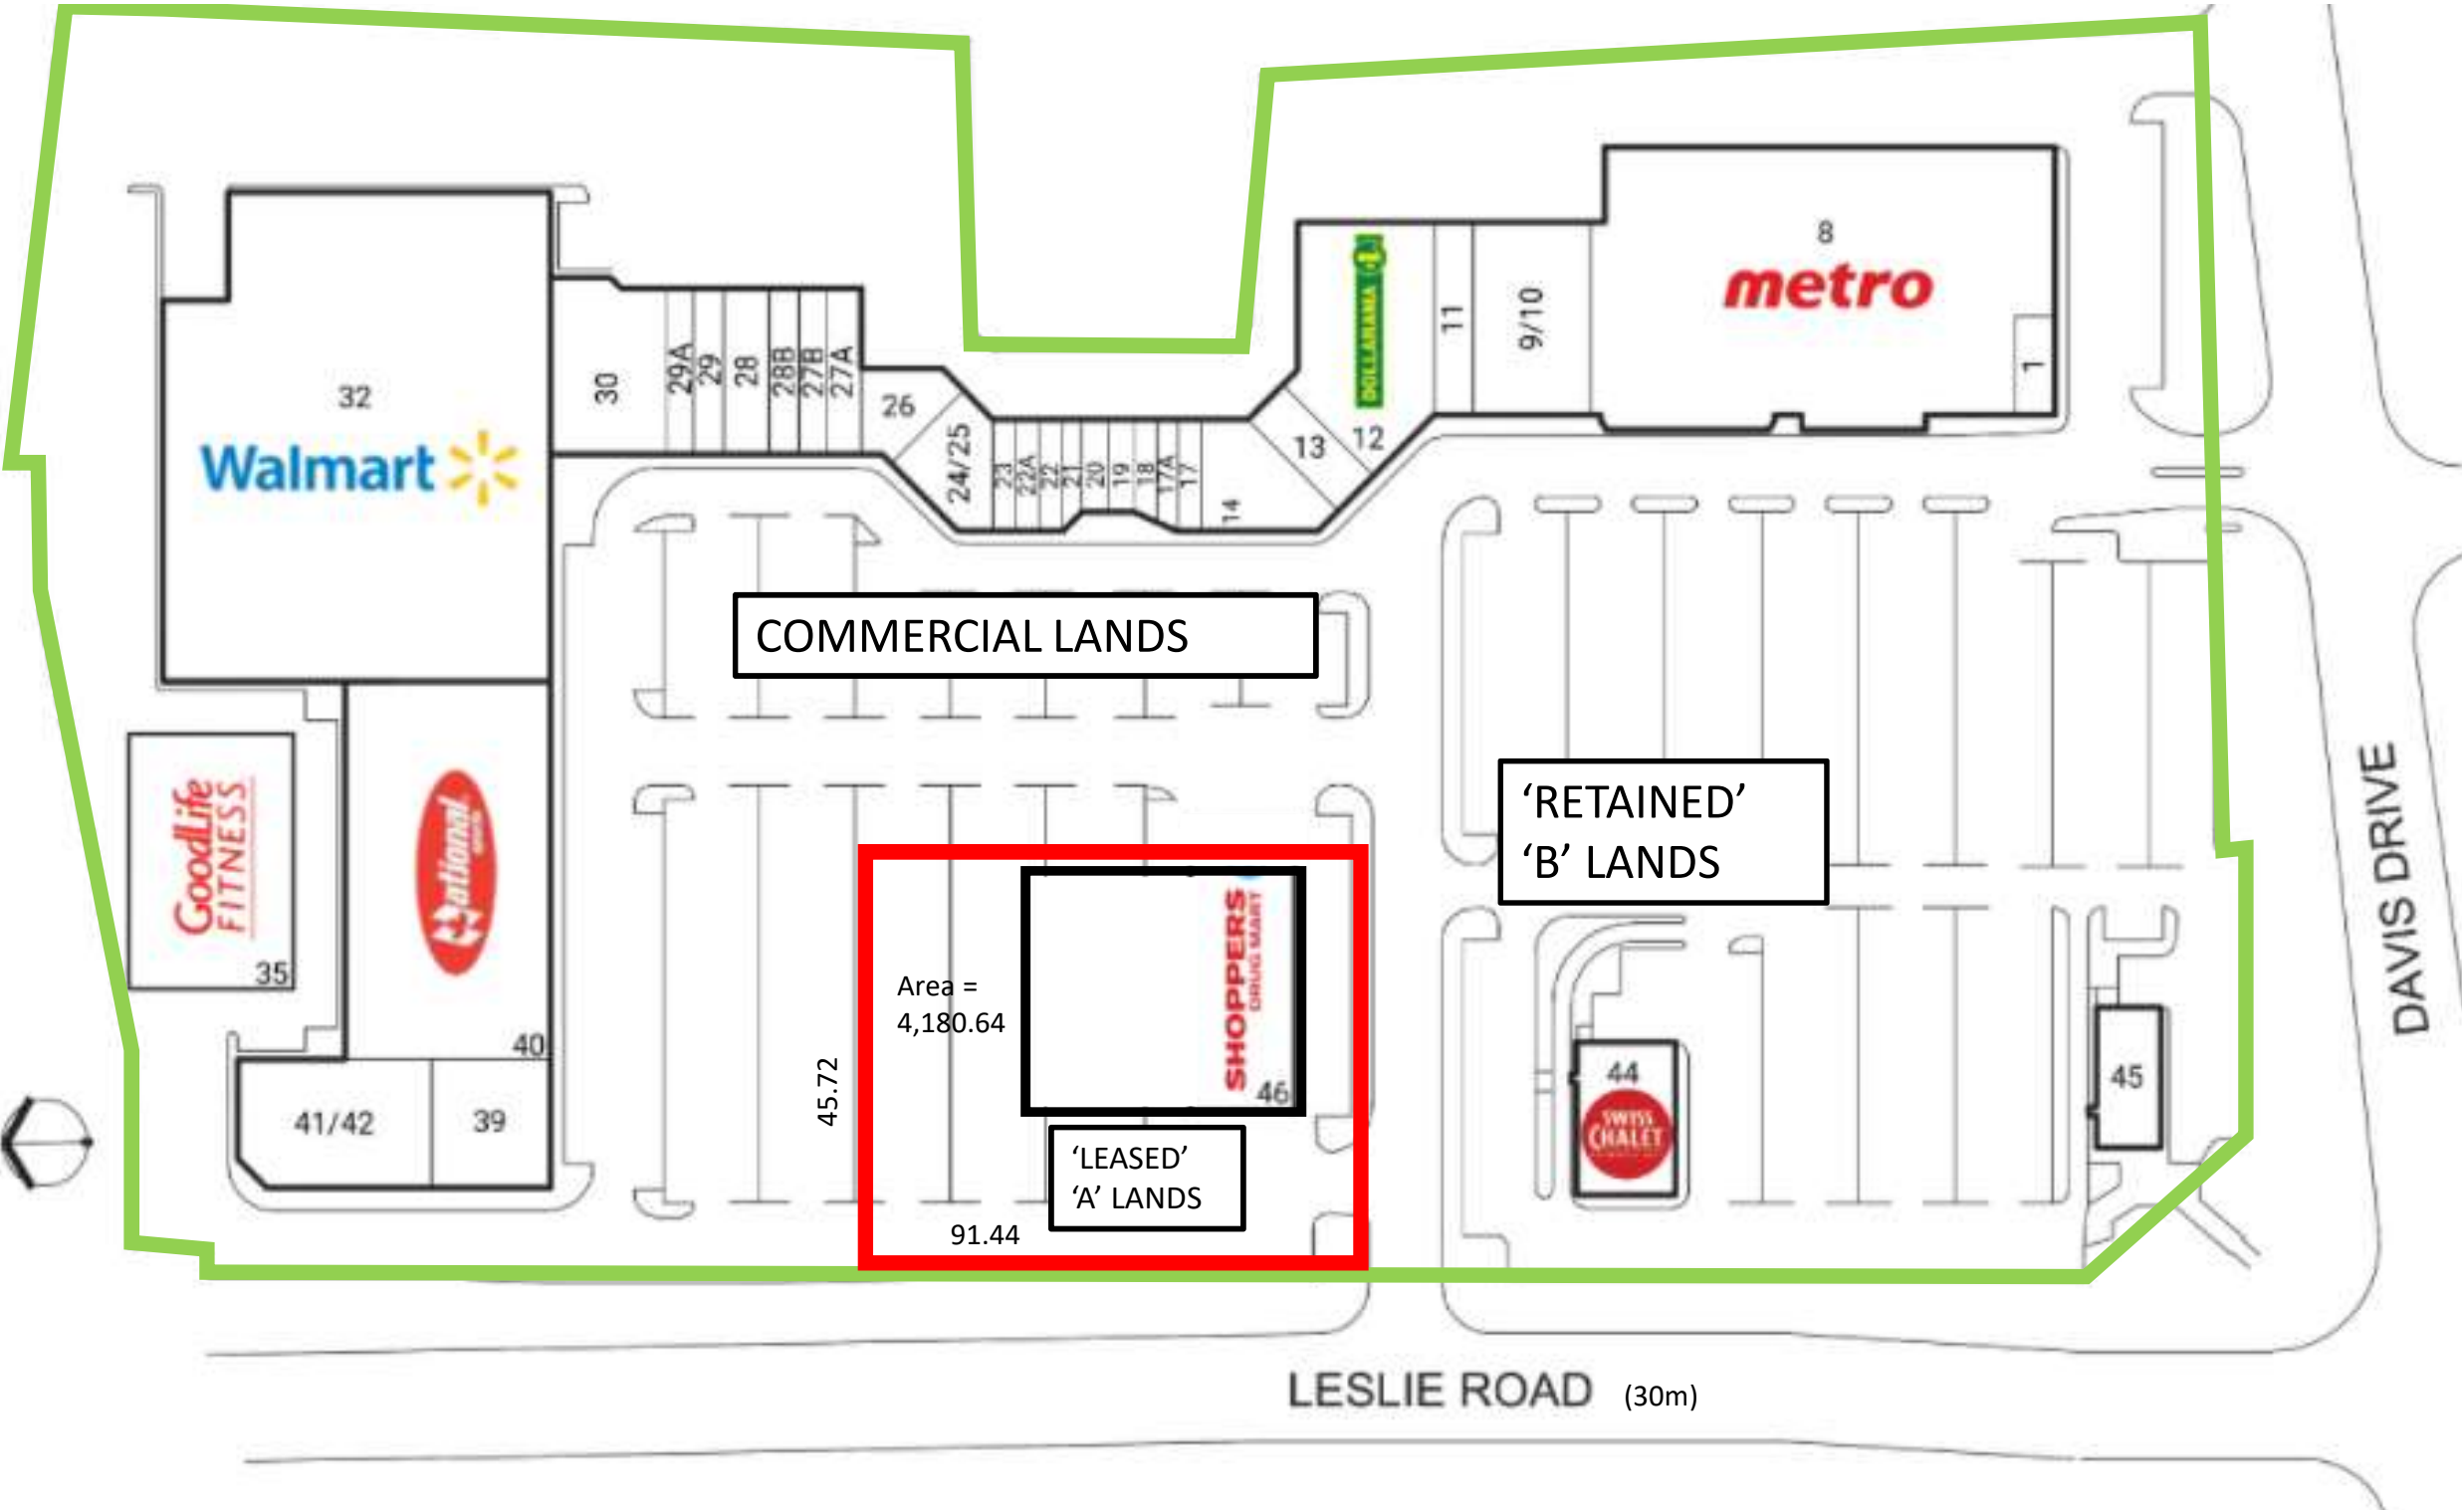 8
metro
1
DOLLARAMA
11
9/10
12
13
14
17
17A
18
19
20
21
22
22A
23
24/25
26
27A
27B
28B
28
29
29A
30
32
Walmart
COMMERCIAL LANDS
‘RETAINED’
‘B’ LANDS
GoodLife
FITNESS
35
National
40
41/42
39
Area =
4,180.64
45.72
91.44
SHOPPERS
DRUG MART
46
‘LEASED’
‘A’ LANDS
44
SWISS
CHALET
45
DAVIS DRIVE
LESLIE ROAD (30m)